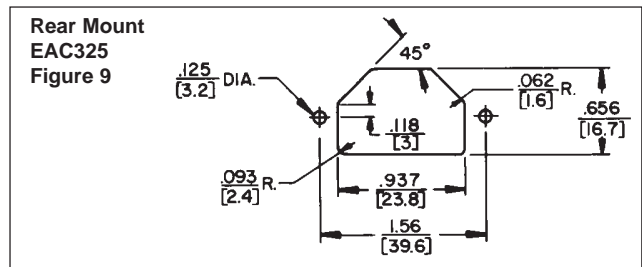 Rear Mount
EAC325
Figure 9
45°
.125
[3.2] DIA.
.062
[1.6] R.
.656
[16.7]
.118
[3]
.093
[2.4] R.
.937
[23.8]
1.56
[39.6]